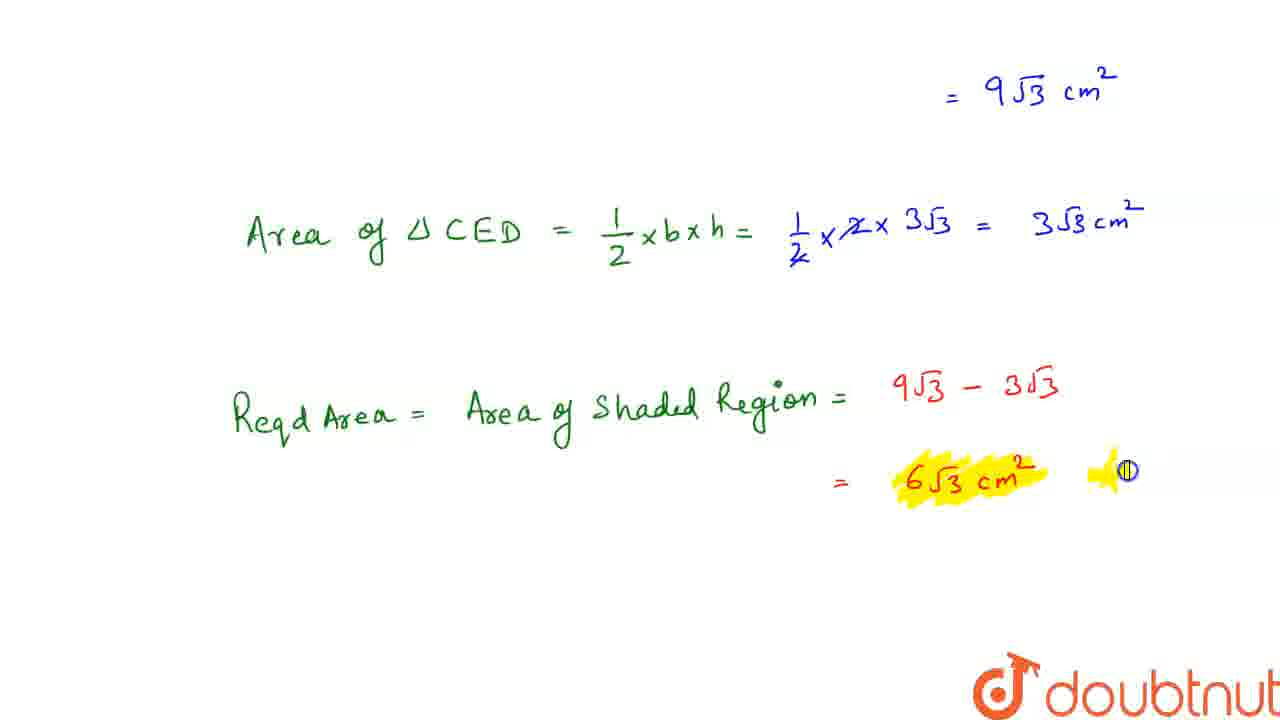 = 9√3 cm²
Area of Δ CED = 1/2 × b × h = 1/2 × 2 × 3√3 = 3√3 cm²
Reqd Area = Area of Shaded Region = 9√3 − 3√3
= 6√3 cm²
doubtnut